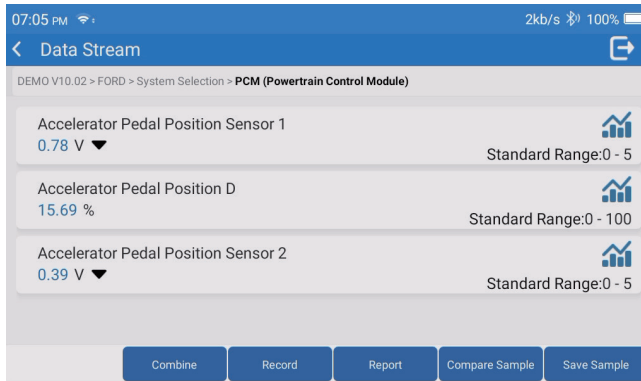 07:05 PM
2kb/s 100%
Data Stream
DEMO V10.02 > FORD > System Selection > PCM (Powertrain Control Module)
Accelerator Pedal Position Sensor 1
0.78 V
Standard Range:0 - 5
Accelerator Pedal Position D
15.69 %
Standard Range:0 - 100
Accelerator Pedal Position Sensor 2
0.39 V
Standard Range:0 - 5
Combine Record Report Compare Sample Save Sample